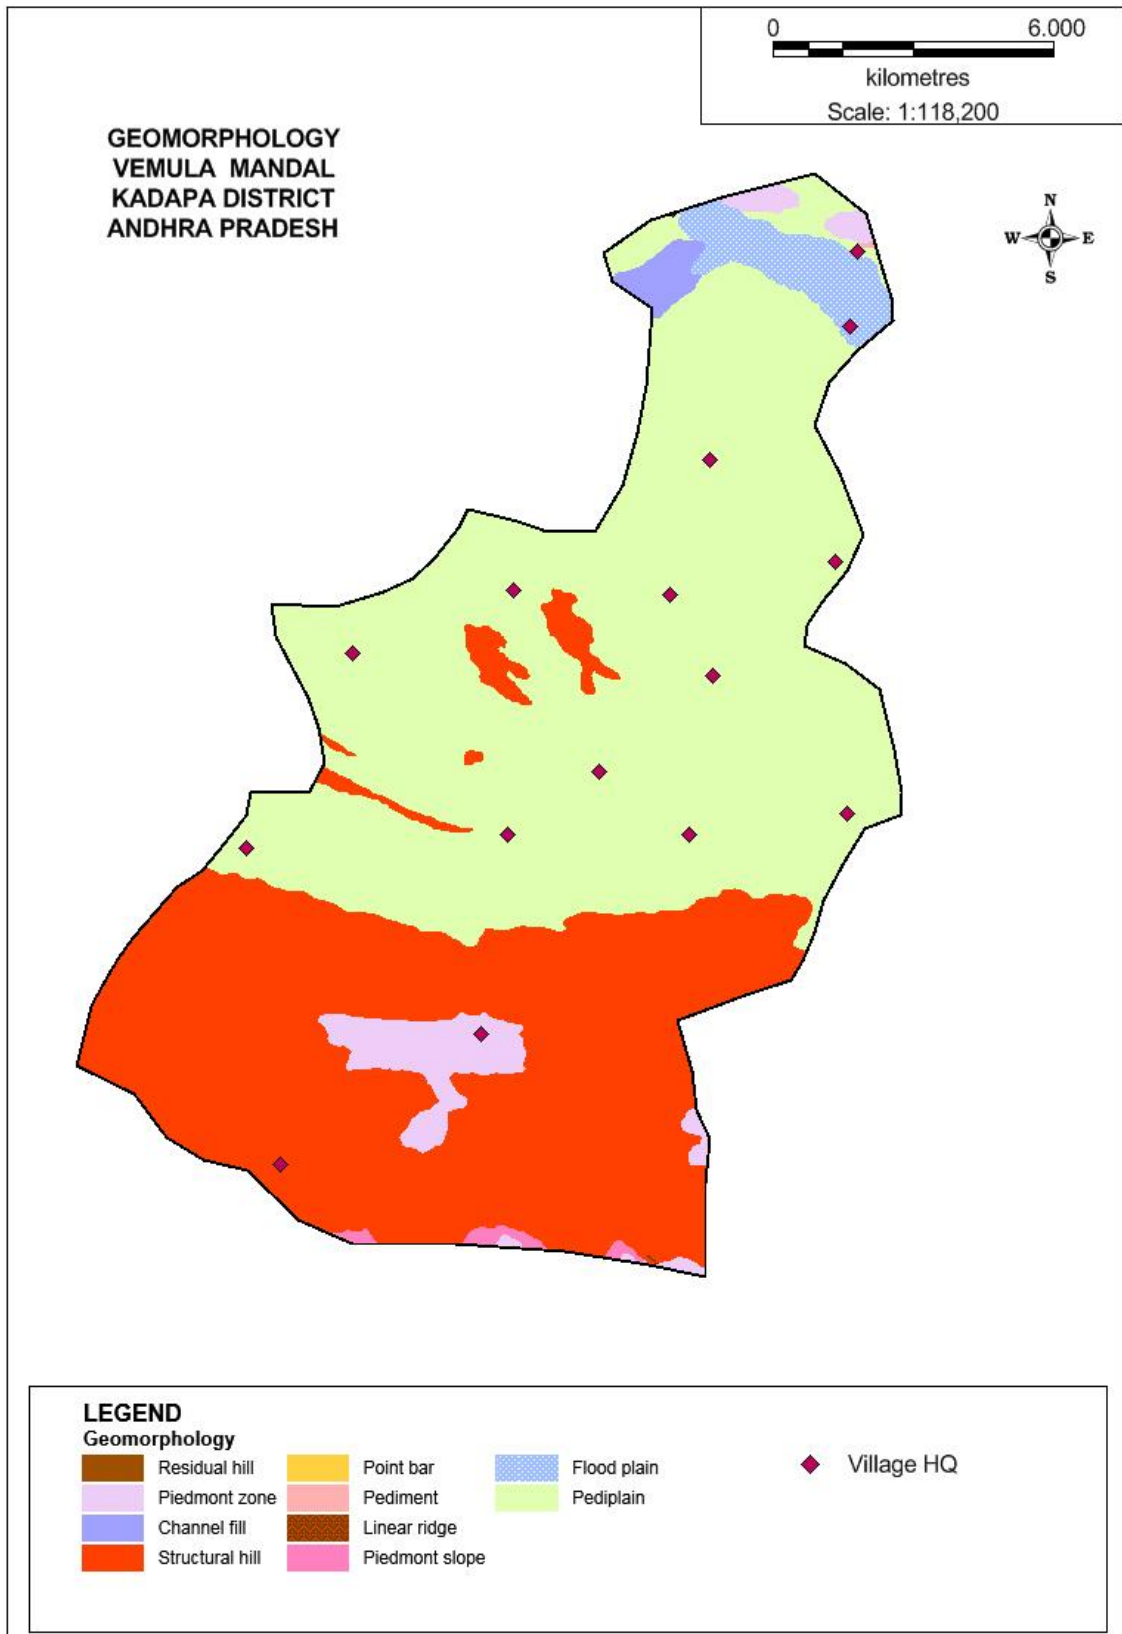 0 6.000
kilometres
Scale: 1:118,200
GEOMORPHOLOGY
VEMULA MANDAL
KADAPA DISTRICT
ANDHRA PRADESH
N
W E
S
LEGEND
Geomorphology
Residual hill
Piedmont zone
Channel fill
Structural hill
Point bar
Pediment
Linear ridge
Piedmont slope
Flood plain
Pediplain
Village HQ